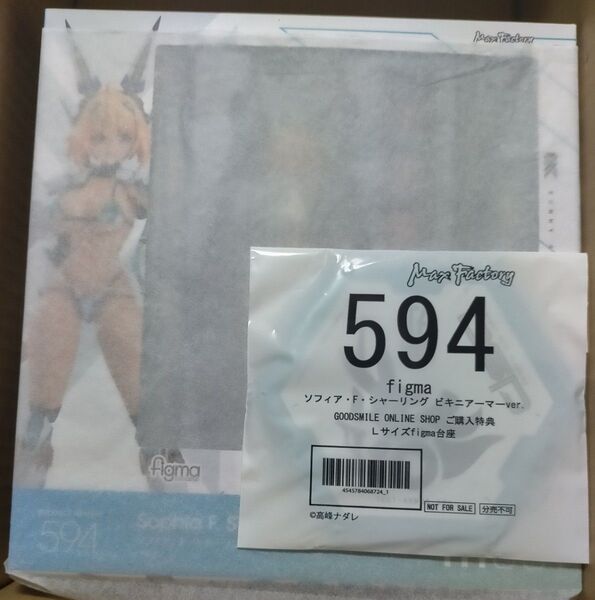 Max Factory
figma
594
Sophia F. S
Max Factory
594
figma
ソフィア・F・シャーリング ビキニアーマーver.
GOODSMILE ONLINE SHOP ご購入特典
Lサイズfigma台座
4545784068724_1
NOT FOR SALE 分売不可
©高峰ナダレ